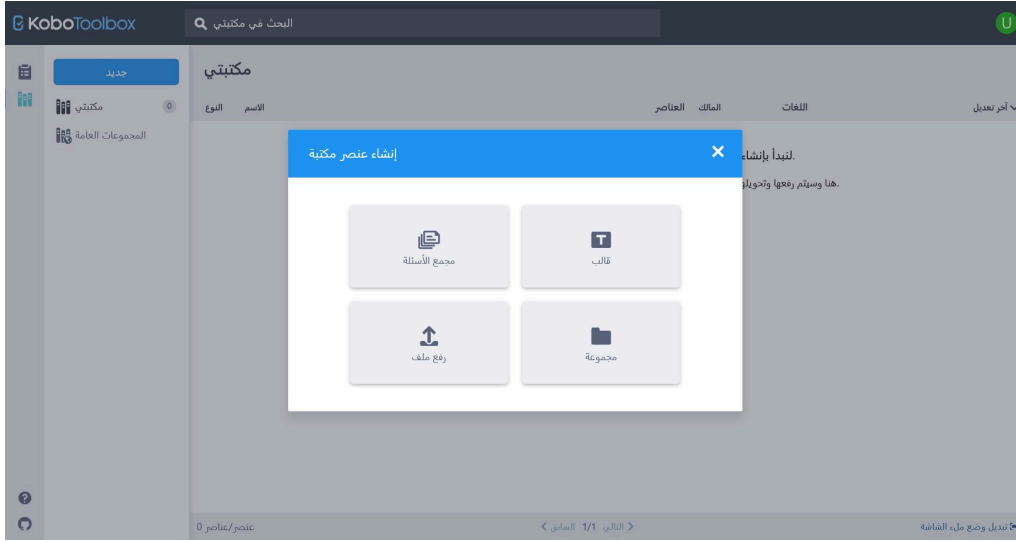 KoboToolbox
البحث في مكتبتي
U
جديد
مكتبتي
0
المجموعات العامة
مكتبتي
الاسم
النوع
العناصر
المالك
اللغات
آخر تعديل
لنبدأ بإنشاء.
هنا وسيتم رفعها وتحويلها.
إنشاء عنصر مكتبة
مجمع الأسئلة
T
قالب
رفع ملف
مجموعة
0 عنصر/عناصر
السابق 1/1 التالي
تبديل وضع ملء الشاشة